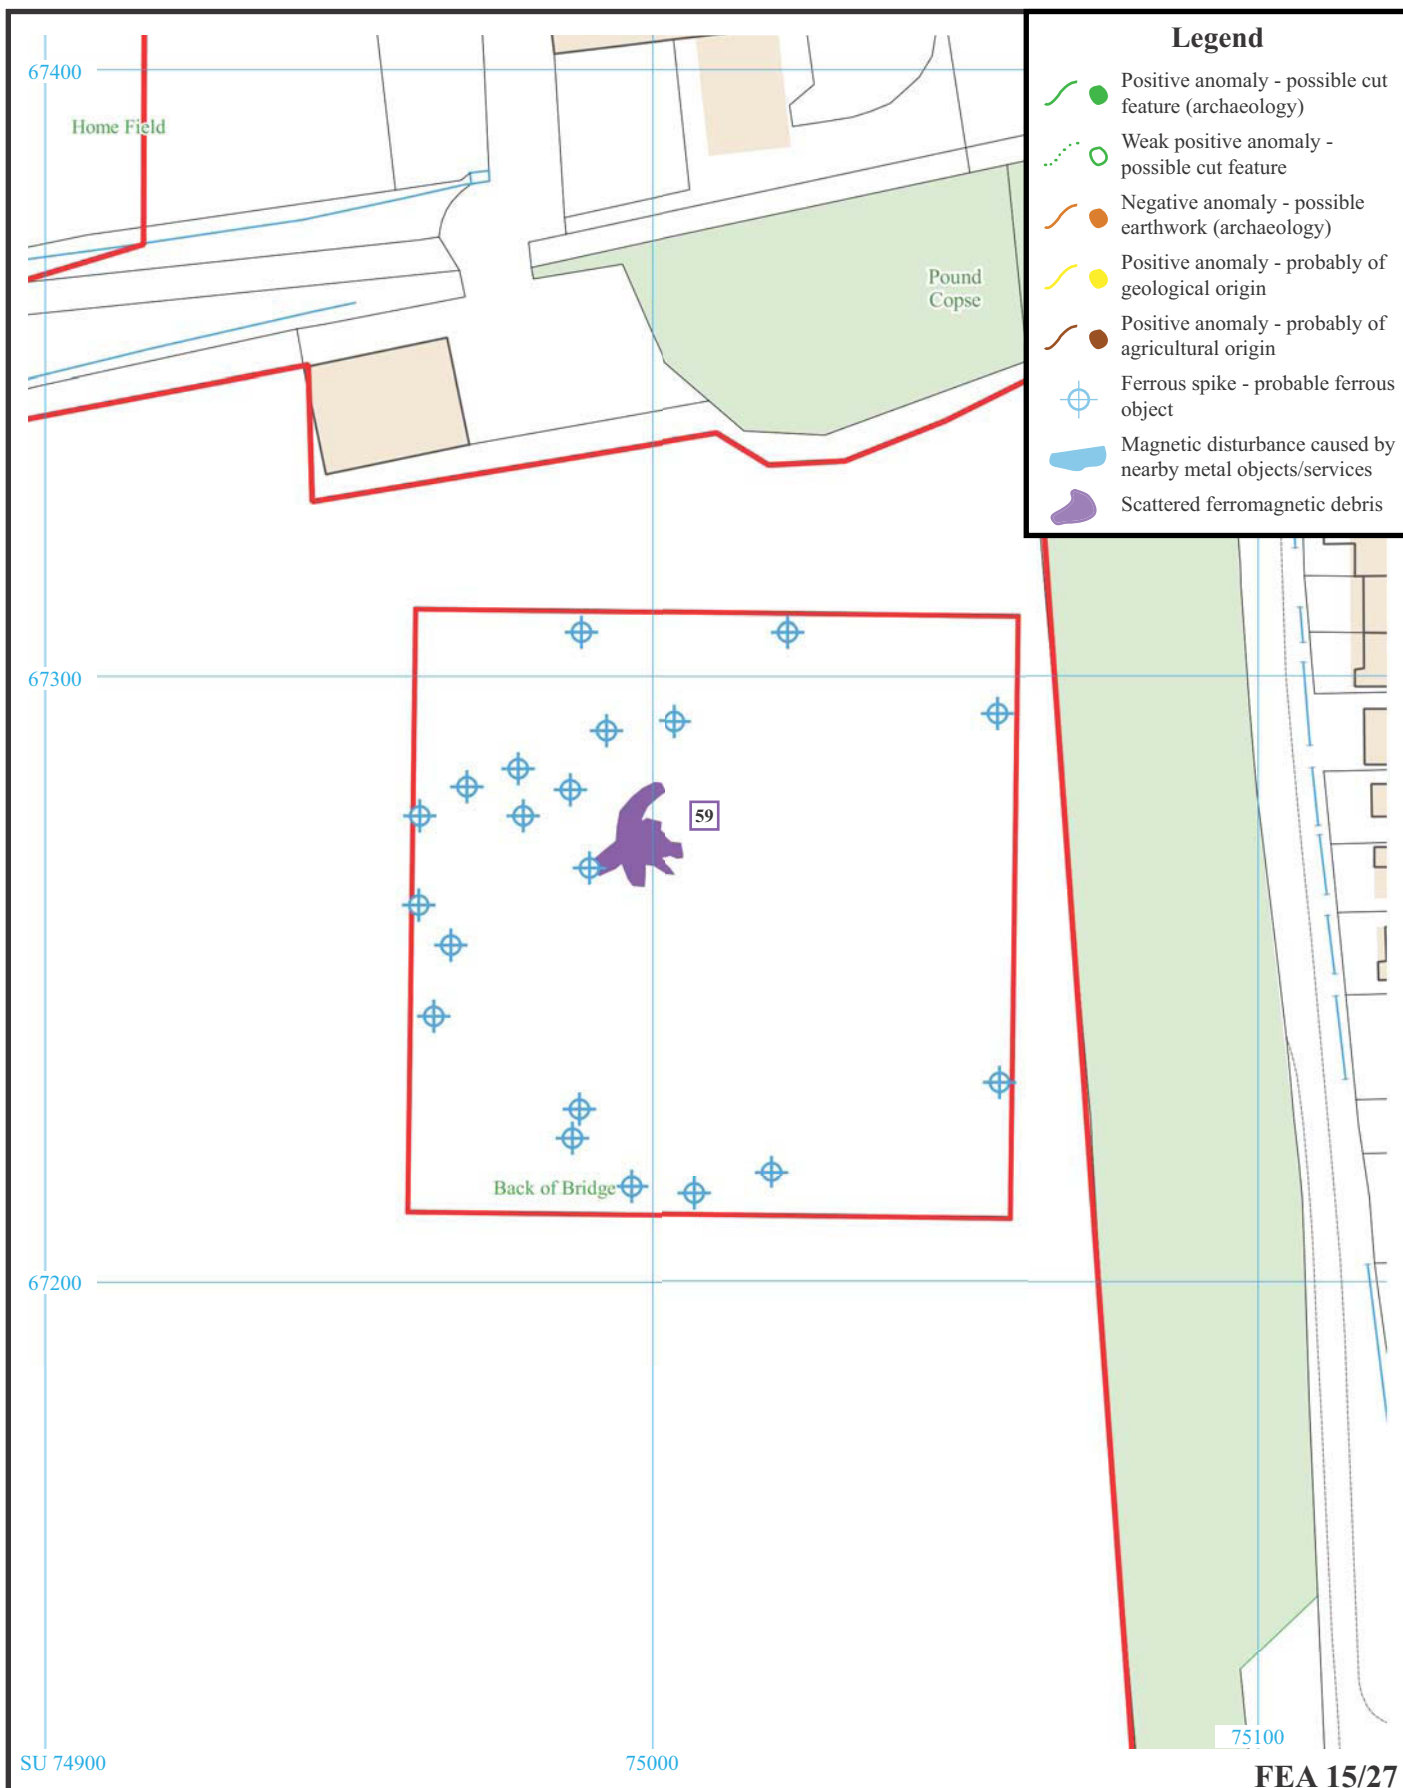 Legend
Positive anomaly - possible cut
feature (archaeology)
Weak positive anomaly -
possible cut feature
Negative anomaly - possible
earthwork (archaeology)
Positive anomaly - probably of
geological origin
Positive anomaly - probably of
agricultural origin
Ferrous spike - probable ferrous
object
Magnetic disturbance caused by
nearby metal objects/services
Scattered ferromagnetic debris
67400
Home Field
Pound
Copse
67300
59
Back of Bridge
67200
75100
SU 74900
75000
FEA 15/27